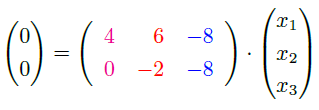 (0 0) = (4 6 −8 0 −2 −8) · (x₁ x₂ x₃)